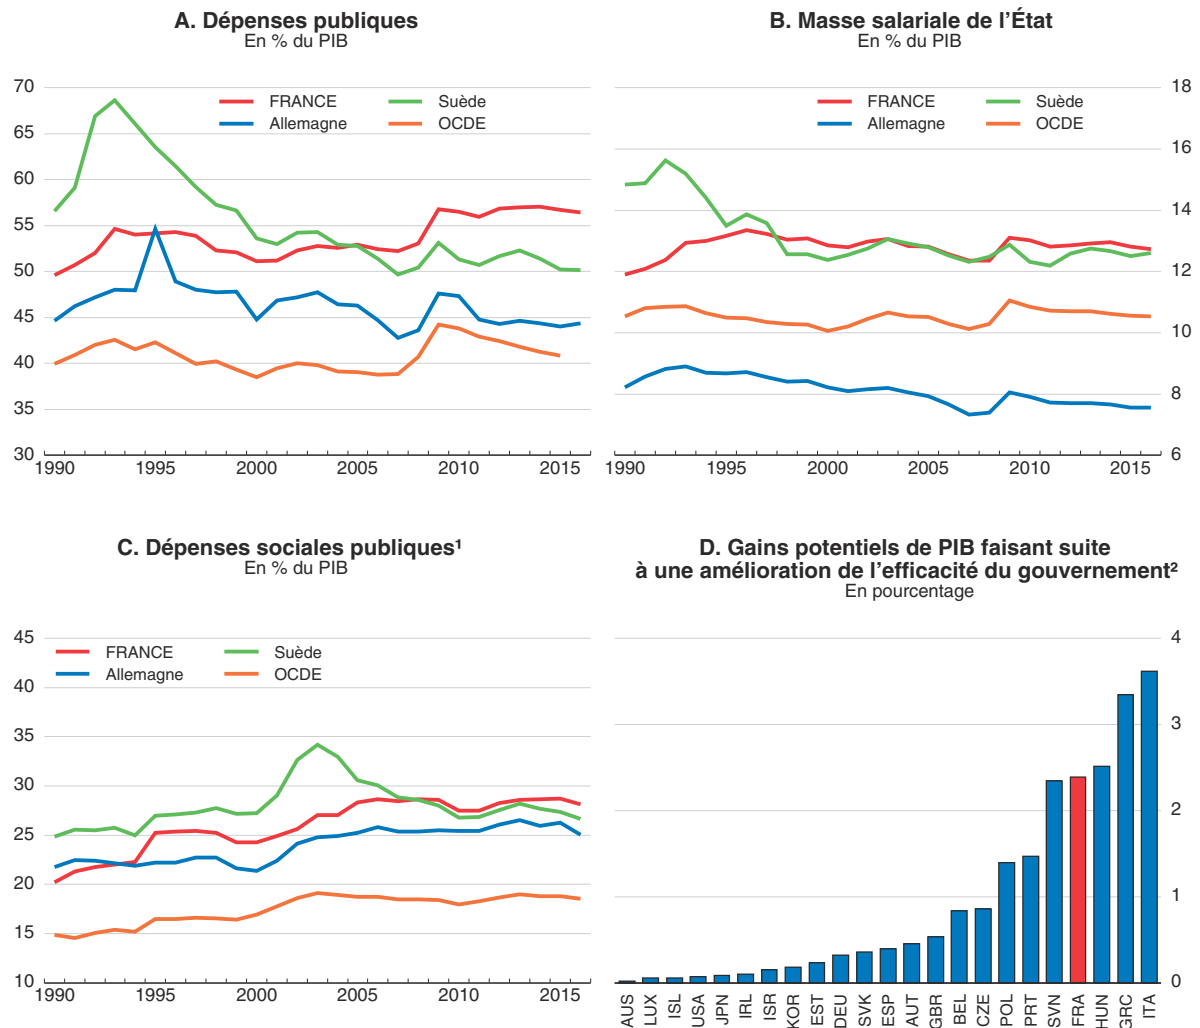 A. Dépenses publiques
En % du PIB
70
65
60
55
50
45
40
35
30
FRANCE
Suède
Allemagne
OCDE
1990 1995 2000 2005 2010 2015
B. Masse salariale de l'État
En % du PIB
18
16
14
12
10
8
6
FRANCE
Suède
Allemagne
OCDE
1990 1995 2000 2005 2010 2015
C. Dépenses sociales publiques¹
En % du PIB
45
40
35
30
25
20
15
10
FRANCE
Suède
Allemagne
OCDE
1990 1995 2000 2005 2010 2015
D. Gains potentiels de PIB faisant suite
à une amélioration de l'efficacité du gouvernement²
En pourcentage
4
3
2
1
0
AUS
LUX
ISL
USA
JPN
IRL
ISR
KOR
EST
DEU
SVK
ESP
AUT
GBR
BEL
CZE
POL
PRT
SVN
FRA
HUN
GRC
ITA